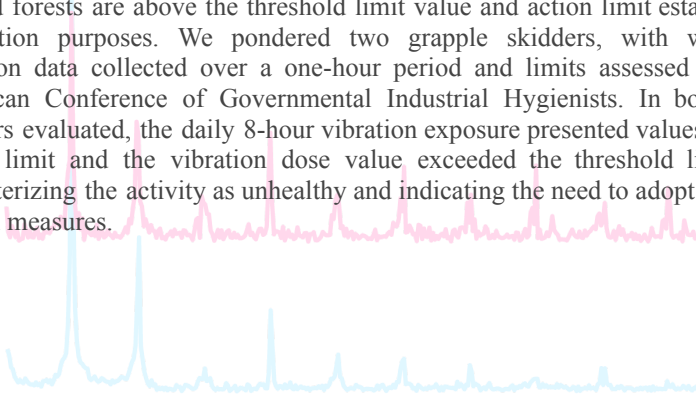 forests are above the threshold limit value and action limit esta
tion purposes. We pondered two grapple skidders, with v
on data collected over a one-hour period and limits assessed
can Conference of Governmental Industrial Hygienists. In bo
rs evaluated, the daily 8-hour vibration exposure presented values
limit and the vibration dose value exceeded the threshold li
terizing the activity as unhealthy and indicating the need to adopt
measures.